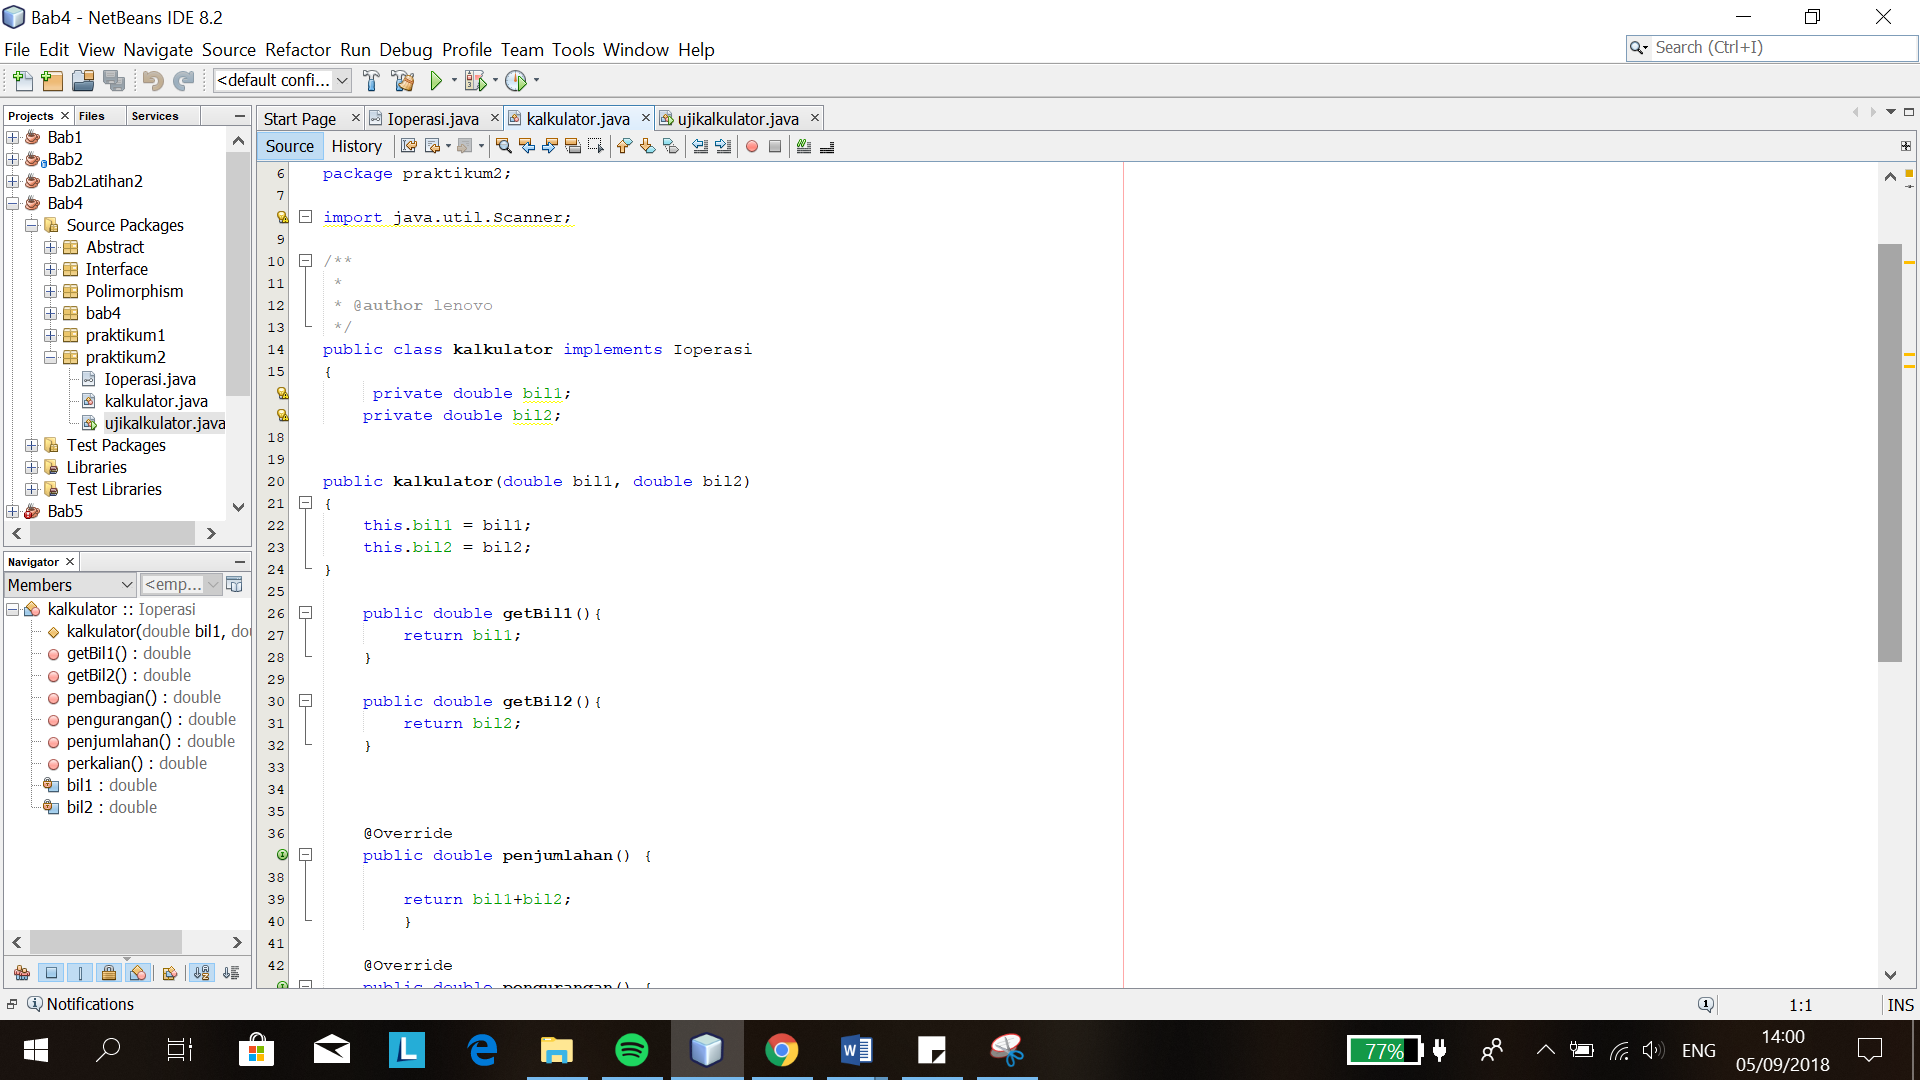 Bab4 - NetBeans IDE 8.2
File Edit View Navigate Source Refactor Run Debug Profile Team Tools Window Help
Search (Ctrl+I)
<default confi...
Projects Files Services
Bab1
Bab2
Bab2Latihan2
Bab4
Source Packages
Abstract
Interface
Polimorphism
bab4
praktikum1
praktikum2
Ioperasi.java
kalkulator.java
ujikalkulator.java
Test Packages
Libraries
Test Libraries
Bab5
Navigator
Members <emp...
kalkulator :: Ioperasi
kalkulator(double bil1, dou
getBil1() : double
getBil2() : double
pembagian() : double
pengurangan() : double
penjumlahan() : double
perkalian() : double
bil1 : double
bil2 : double
Start Page Ioperasi.java kalkulator.java ujikalkulator.java
Source History
6 package praktikum2;
7
import java.util.Scanner;
9
10 /**
11 *
12 * @author lenovo
13 */
14 public class kalkulator implements Ioperasi
15 {
private double bil1;
private double bil2;
18
19
20 public kalkulator(double bil1, double bil2)
21 {
22 this.bil1 = bil1;
23 this.bil2 = bil2;
24 }
25
26 public double getBil1(){
27 return bil1;
28 }
29
30 public double getBil2(){
31 return bil2;
32 }
33
34
35
36 @Override
public double penjumlahan() {
38
39 return bil1+bil2;
40 }
41
42 @Override
public double pengurangan() {
Notifications
1:1 INS
77%
ENG
14:00
05/09/2018